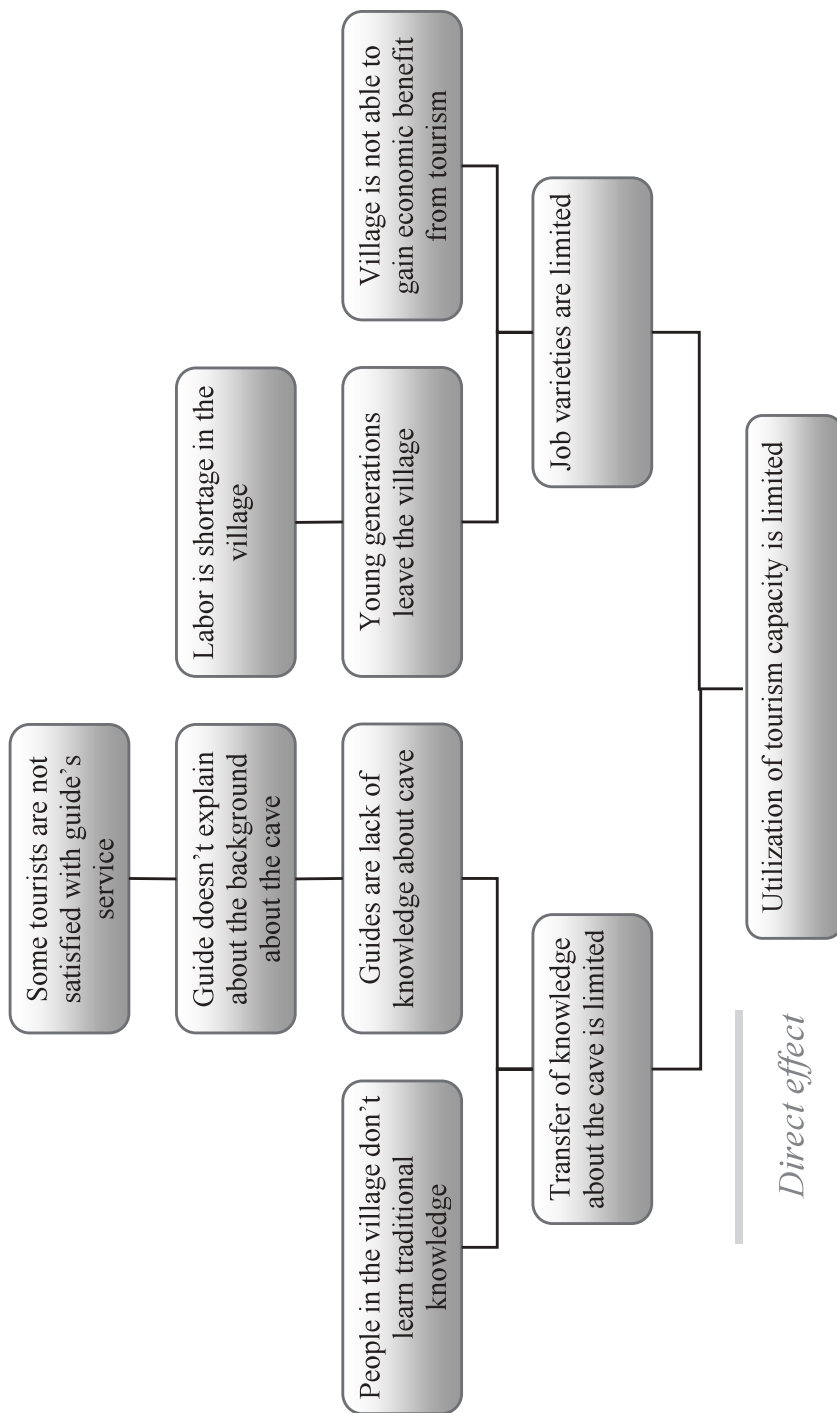 Some tourists are not
satisfied with guide’s
service
Guide doesn’t explain
about the background
about the cave
Labor is shortage in the
village
People in the village don’t
learn traditional
knowledge
Guides are lack of
knowledge about cave
Young generations
leave the village
Village is not able to
gain economic benefit
from tourism
Transfer of knowledge
about the cave is limited
Job varieties are limited
Direct effect
Utilization of tourism capacity is limited